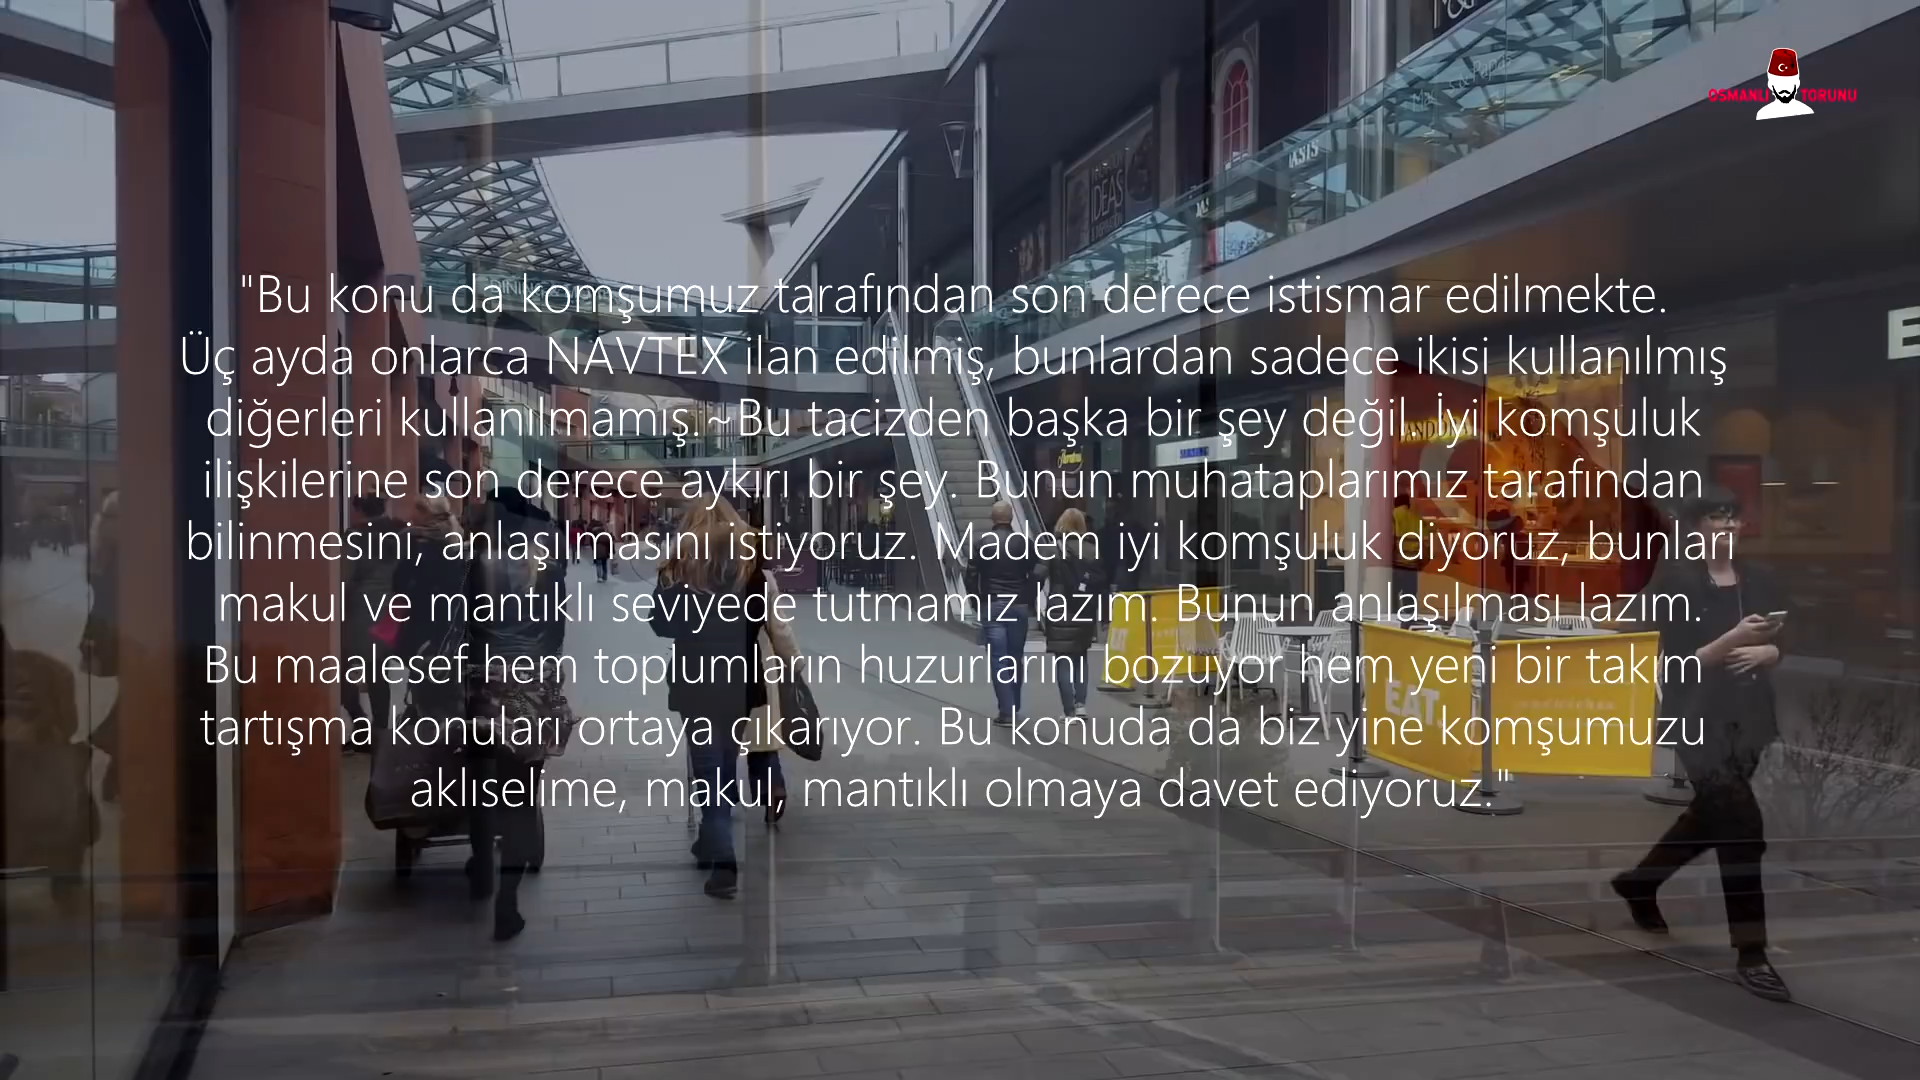 OSMANLI TORUNU
"Bu konu da komşumuz tarafından son derece istismar edilmekte.
Üç ayda onlarca NAVTEX ilan edilmiş, bunlardan sadece ikisi kullanılmış
diğerleri kullanılmamış.~Bu tacizden başka bir şey değil. İyi komşuluk
ilişkilerine son derece aykırı bir şey. Bunun muhataplarımız tarafından
bilinmesini, anlaşılmasını istiyoruz. Madem iyi komşuluk diyoruz, bunları
makul ve mantıklı seviyede tutmamız lazım. Bunun anlaşılması lazım.
Bu maalesef hem toplumların huzurlarını bozuyor hem yeni bir takım
tartışma konuları ortaya çıkarıyor. Bu konuda da biz yine komşumuzu
aklıselime, makul, mantıklı olmaya davet ediyoruz."
IDEAS
OASIS
SAMSUNG
EAT.